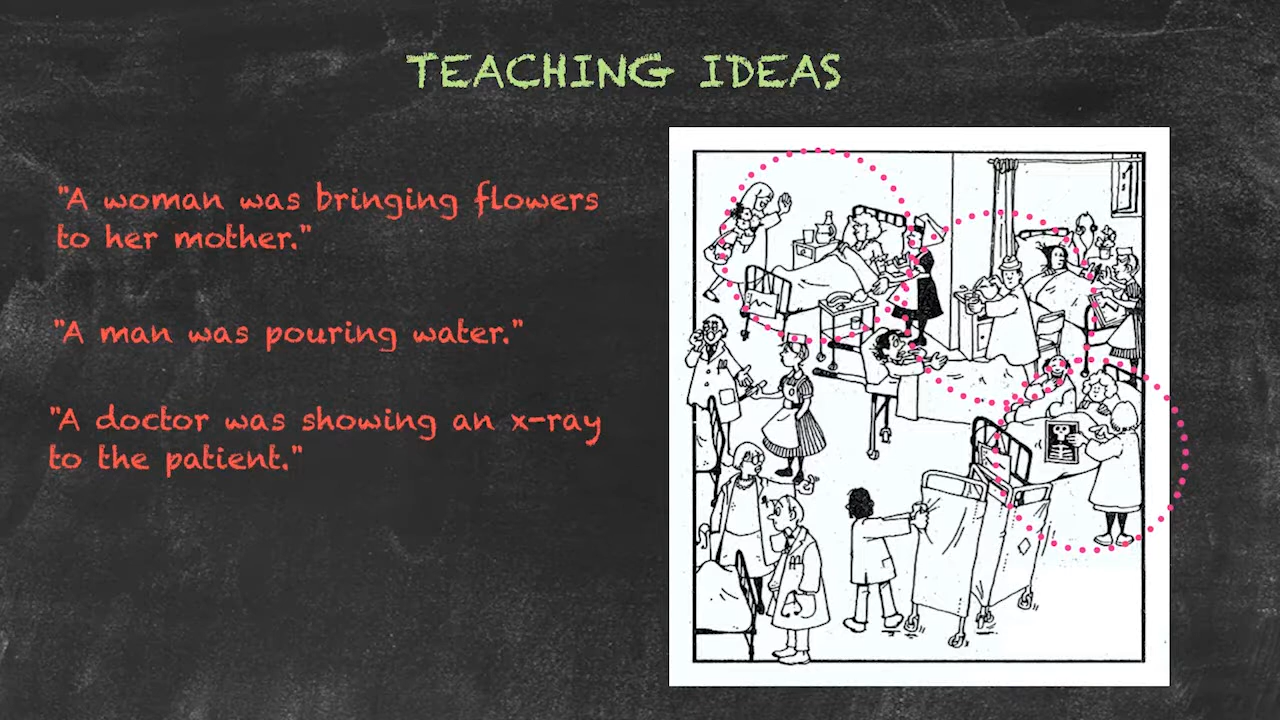 TEACHING IDEAS
"A woman was bringing flowers
to her mother."
"A man was pouring water."
"A doctor was showing an x-ray
to the patient."